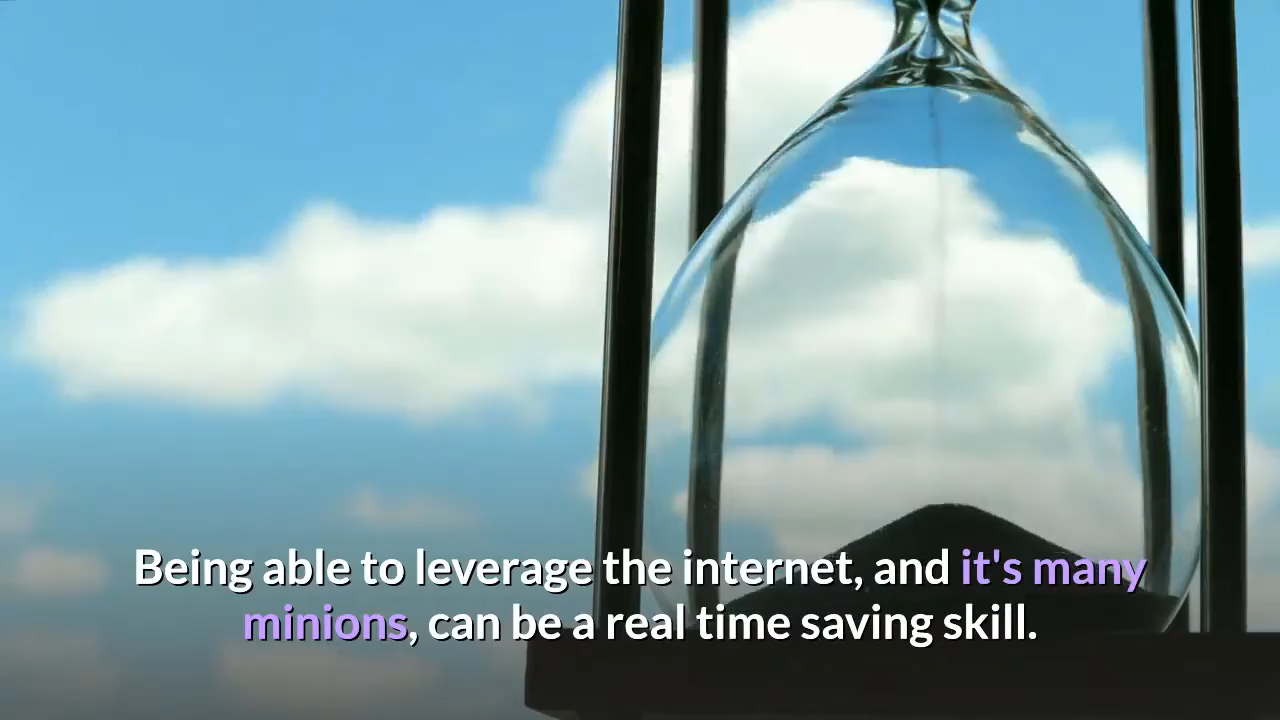 Being able to leverage the internet, and it's many
minions, can be a real time saving skill.